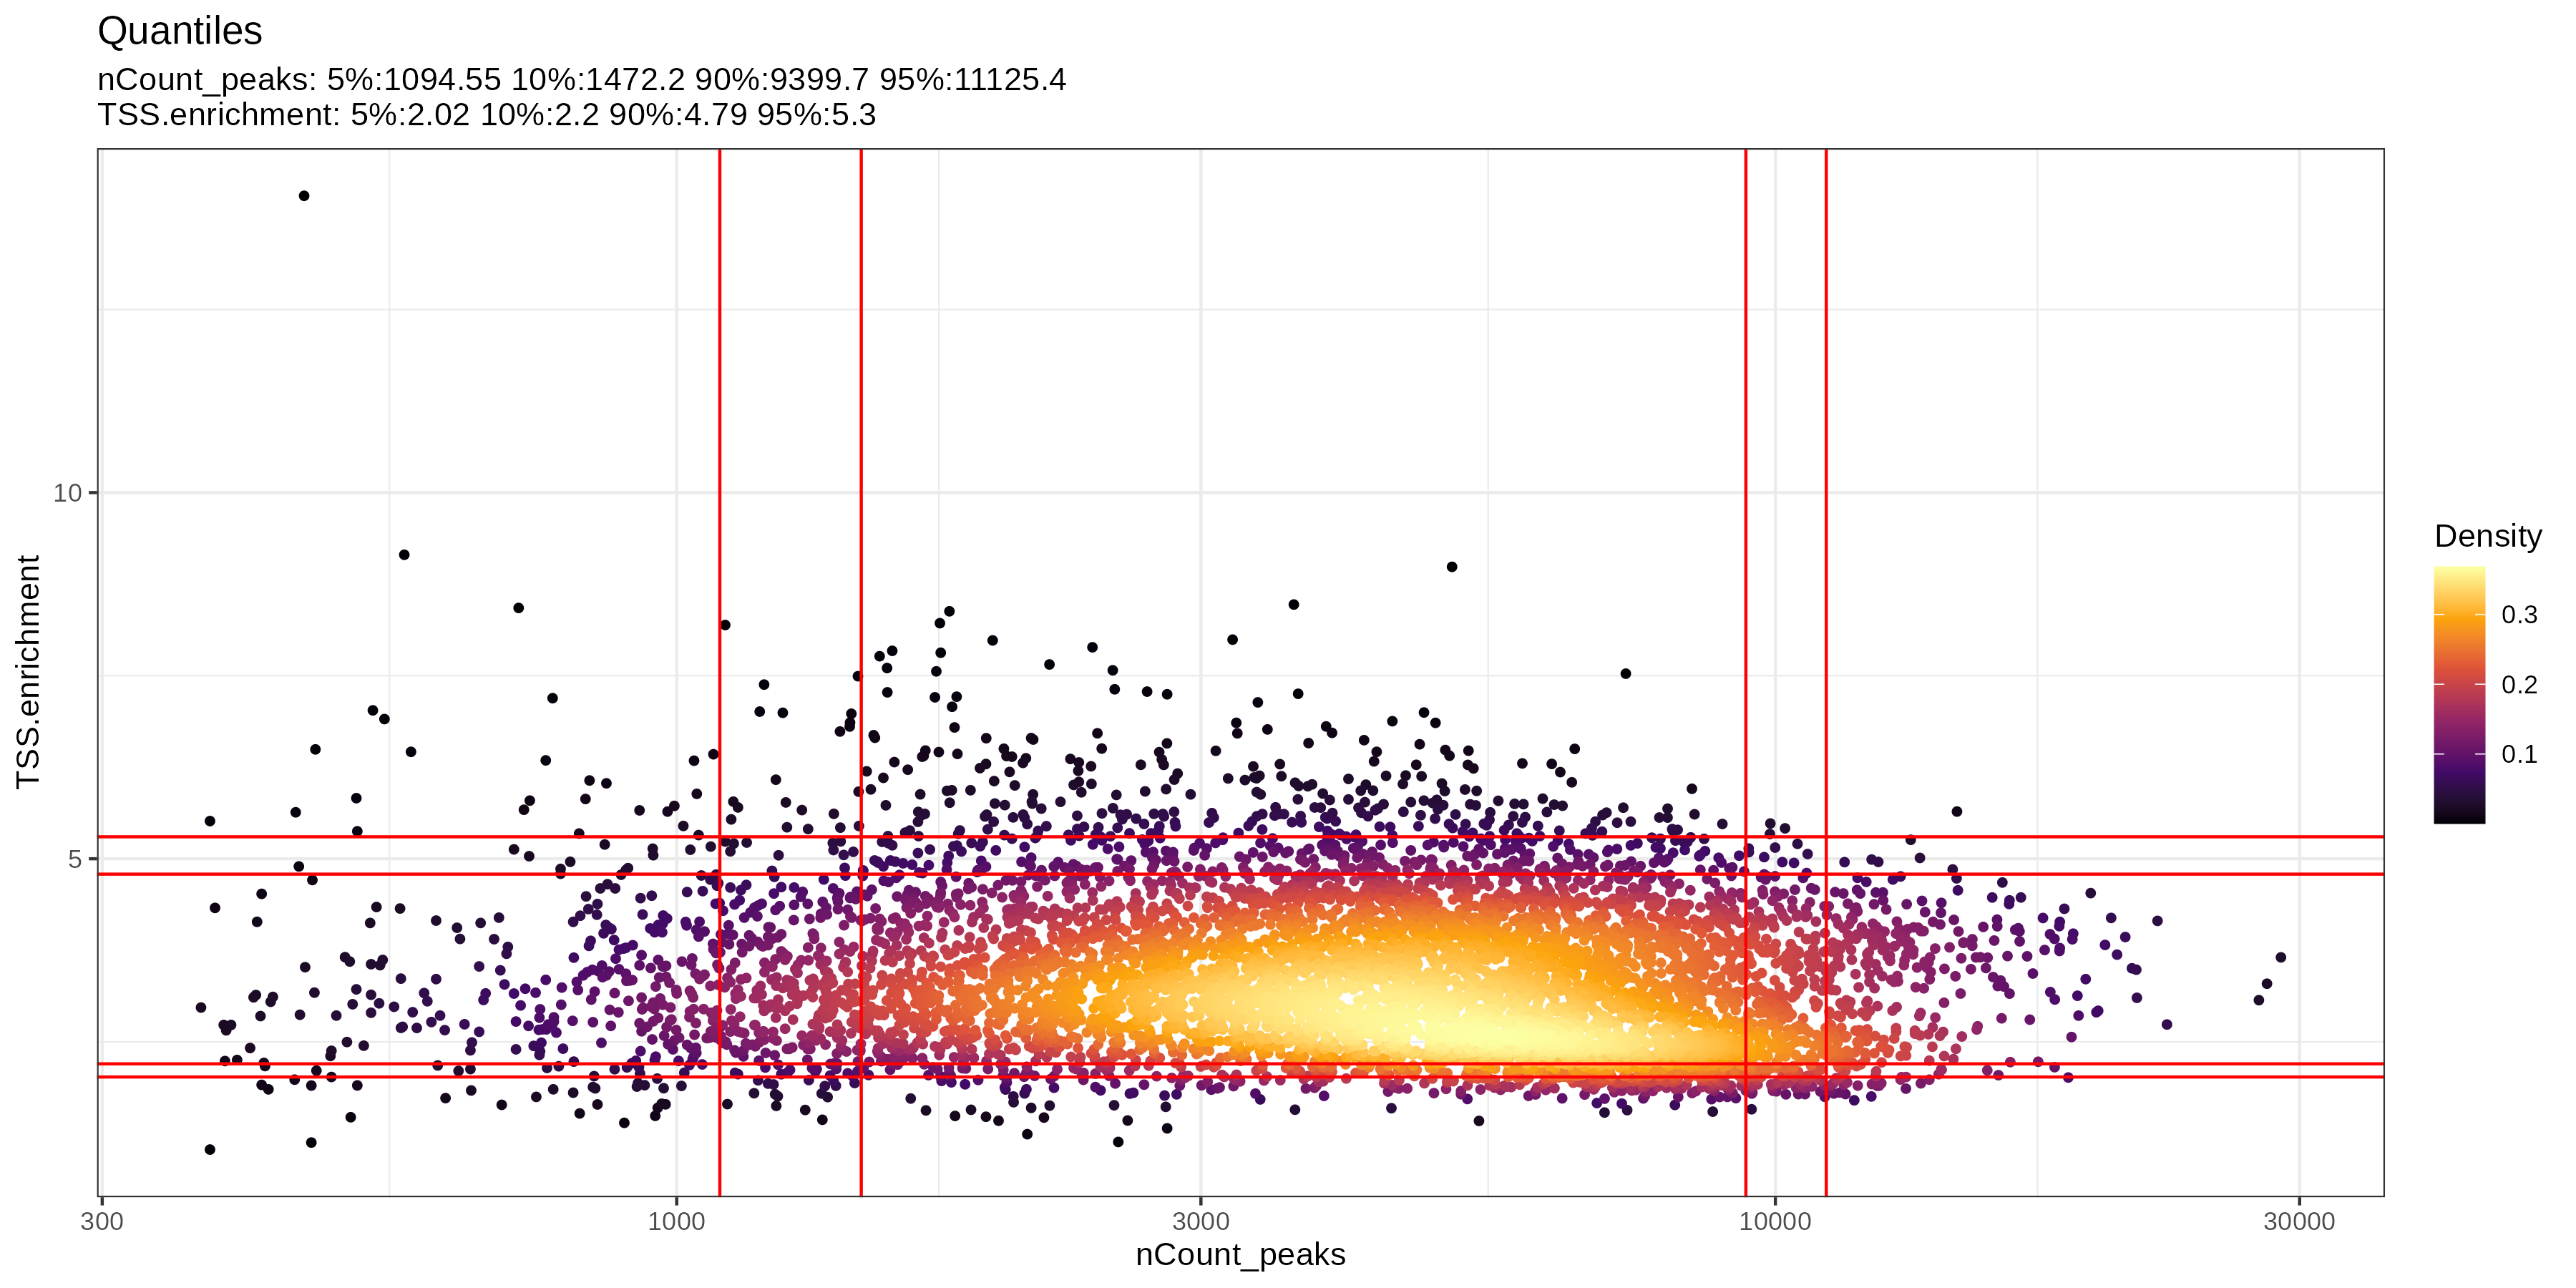 Quantiles
nCount_peaks: 5%:1094.55 10%:1472.2 90%:9399.7 95%:11125.4
TSS.enrichment: 5%:2.02 10%:2.2 90%:4.79 95%:5.3
10
5
TSS.enrichment
300
1000
3000
10000
30000
nCount_peaks
Density
0.3
0.2
0.1